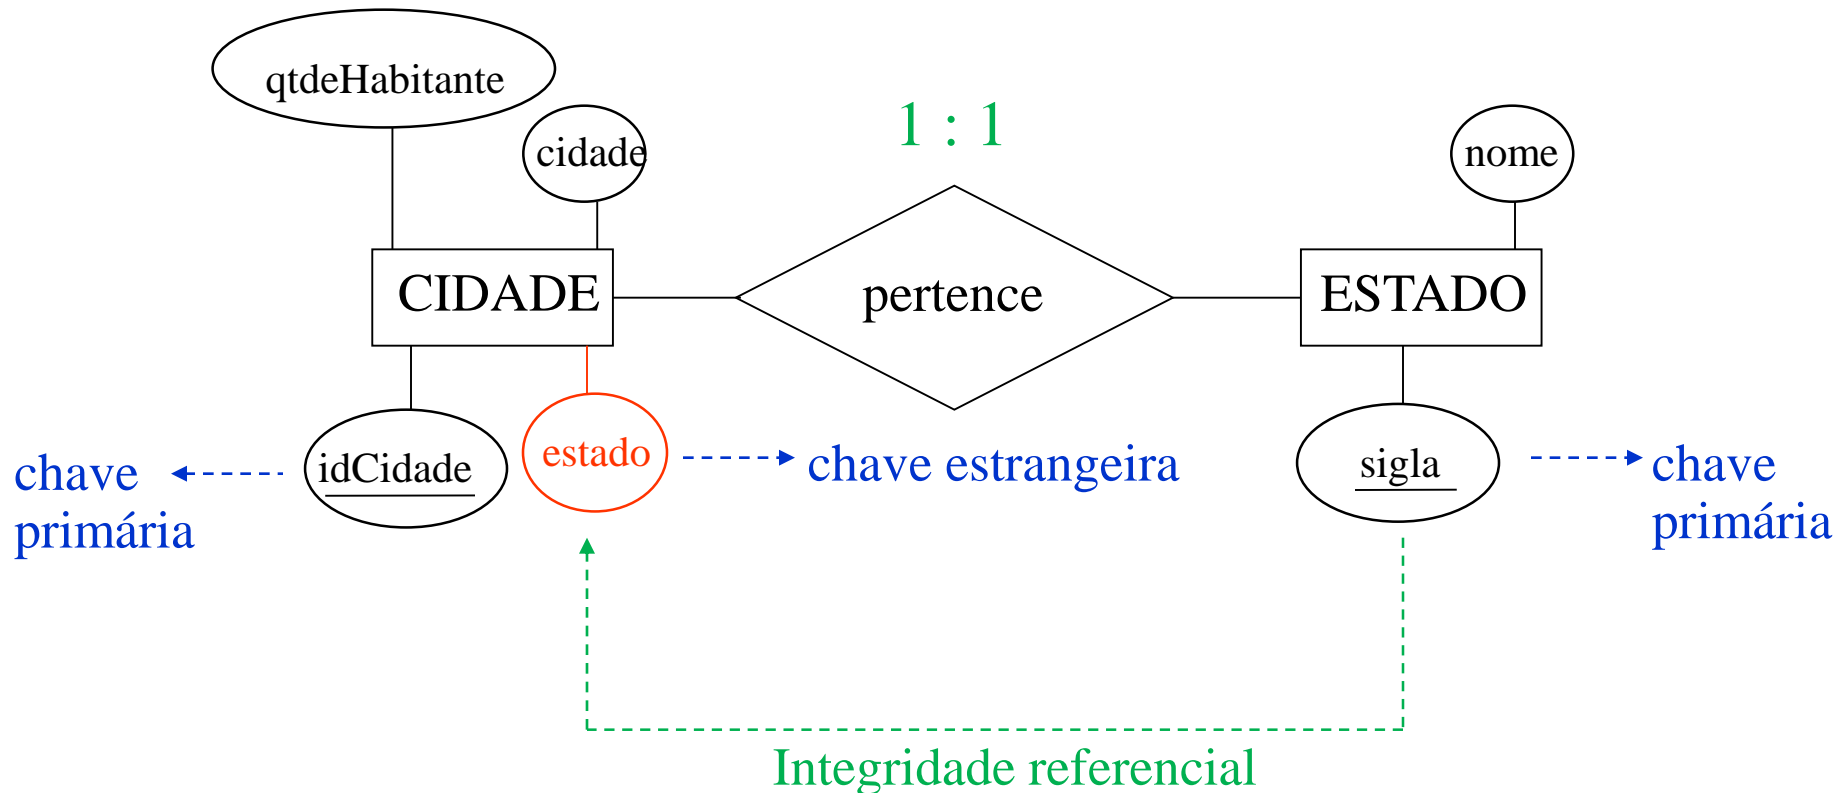 qtdeHabitante
cidade
1 : 1
nome
CIDADE
pertence
ESTADO
chave
primária
idCidade
estado
chave estrangeira
sigla
chave
primária
Integridade referencial